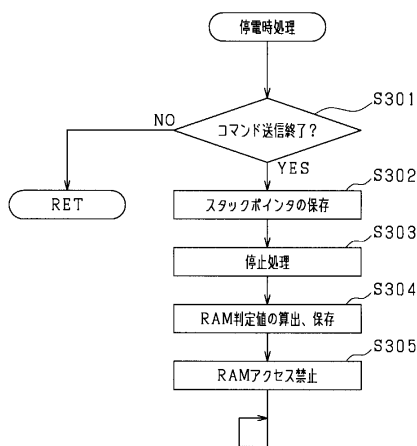 停電時処理
S301
コマンド送信終了?
NO
YES
S302
RET
スタックポインタの保存
S303
停止処理
S304
RAM判定値の算出、保存
S305
RAMアクセス禁止